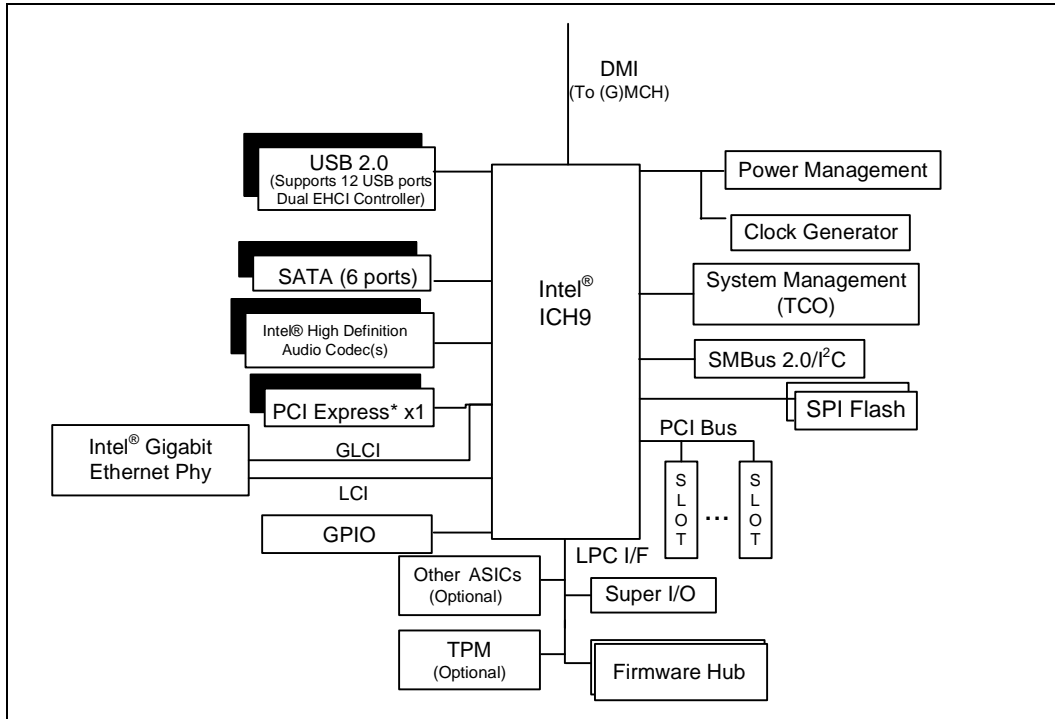 DMI
(To (G)MCH)
USB 2.0
(Supports 12 USB ports
Dual EHCI Controller)
Power Management
Clock Generator
SATA (6 ports)
Intel®
ICH9
System Management
(TCO)
Intel® High Definition
Audio Codec(s)
SMBus 2.0/I²C
PCI Express* x1
SPI Flash
Intel® Gigabit
Ethernet Phy
GLCI
LCI
PCI Bus
SLOT
...
SLOT
GPIO
LPC I/F
Other ASICs
(Optional)
Super I/O
TPM
(Optional)
Firmware Hub